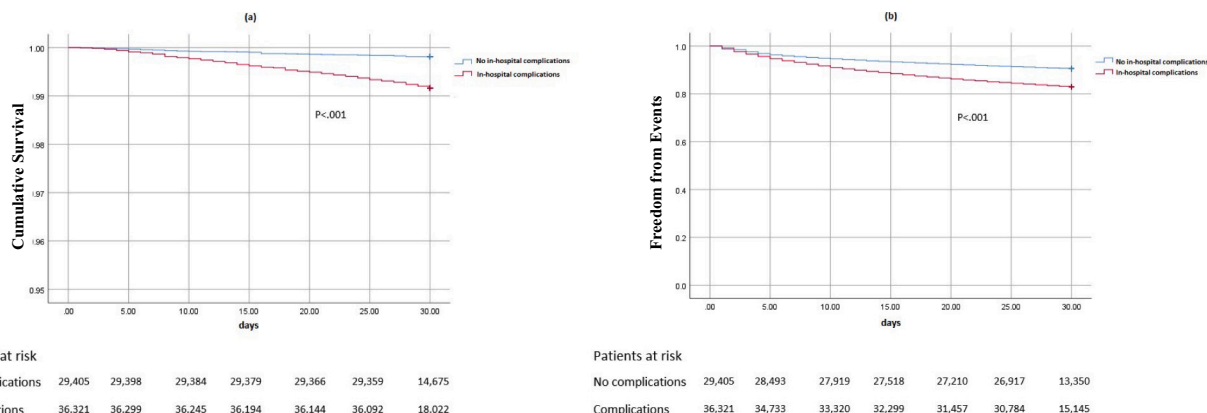 (a)
1.00
0.99
0.98
0.97
0.96
0.95
Cumulative Survival
.00 5.00 10.00 15.00 20.00 25.00 30.00
days
No in-hospital complications
In-hospital complications
P<.001
at risk
29,405 29,398 29,384 29,379 29,366 29,359 14,675
36,321 36,299 36,245 36,194 36,144 36,092 18,022
(b)
1.0
0.8
0.6
0.4
0.2
0.0
Freedom from Events
.00 5.00 10.00 15.00 20.00 25.00 30.00
days
No in-hospital complications
In-hospital complications
P<.001
Patients at risk
No complications 29,405 28,493 27,919 27,518 27,210 26,917 13,350
Complications 36,321 34,733 33,320 32,299 31,457 30,784 15,145